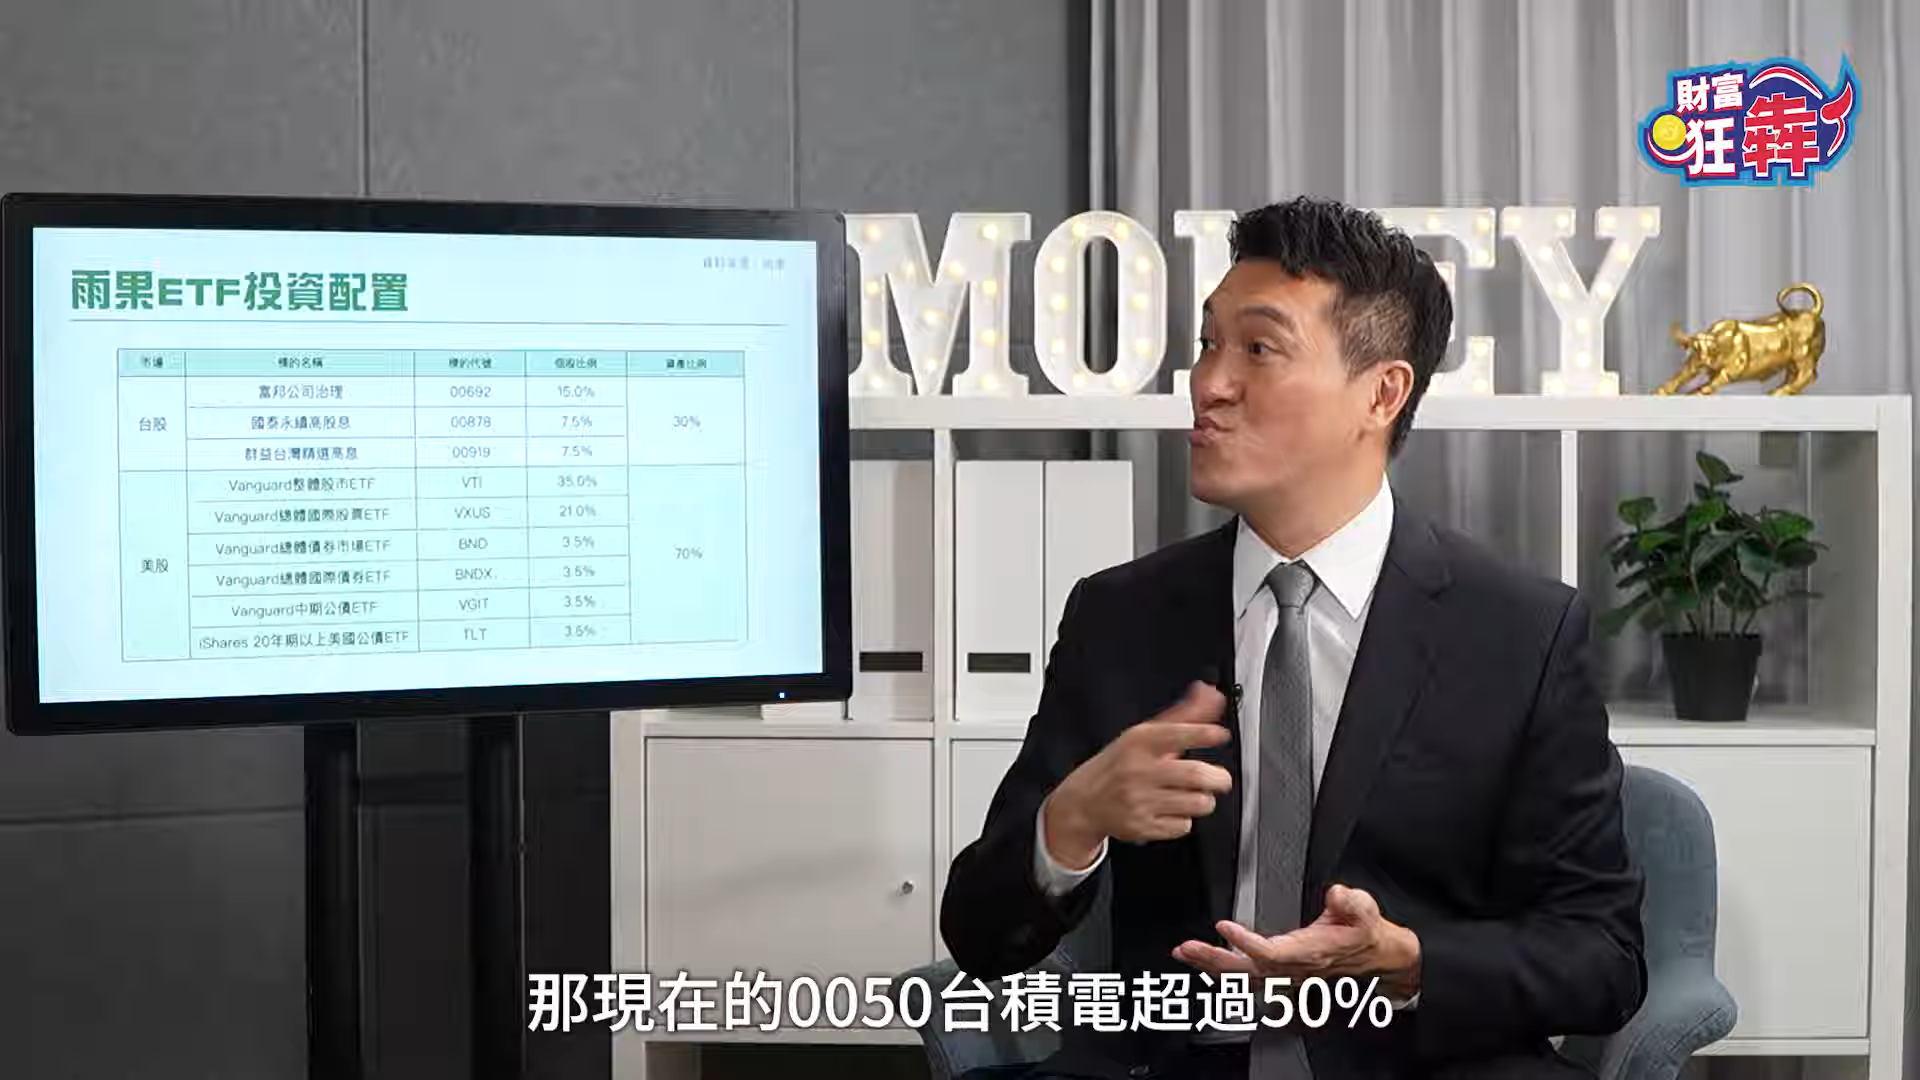 財富
狂犇
MONEY
資料來源：雨果
雨果ETF投資配置
市場 標的名稱 標的代號 個股比例 資產比例
台股 富邦公司治理 00692 15.0% 30%
國泰永續高股息 00878 7.5%
群益台灣精選高息 00919 7.5%
美股 Vanguard整體股市ETF VTI 35.0% 70%
Vanguard總體國際股票ETF VXUS 21.0%
Vanguard總體債券市場ETF BND 3.5%
Vanguard總體國際債券ETF BNDX 3.5%
Vanguard中期公債ETF VGIT 3.5%
iShares 20年期以上美國公債ETF TLT 3.5%
那現在的0050台積電超過50%